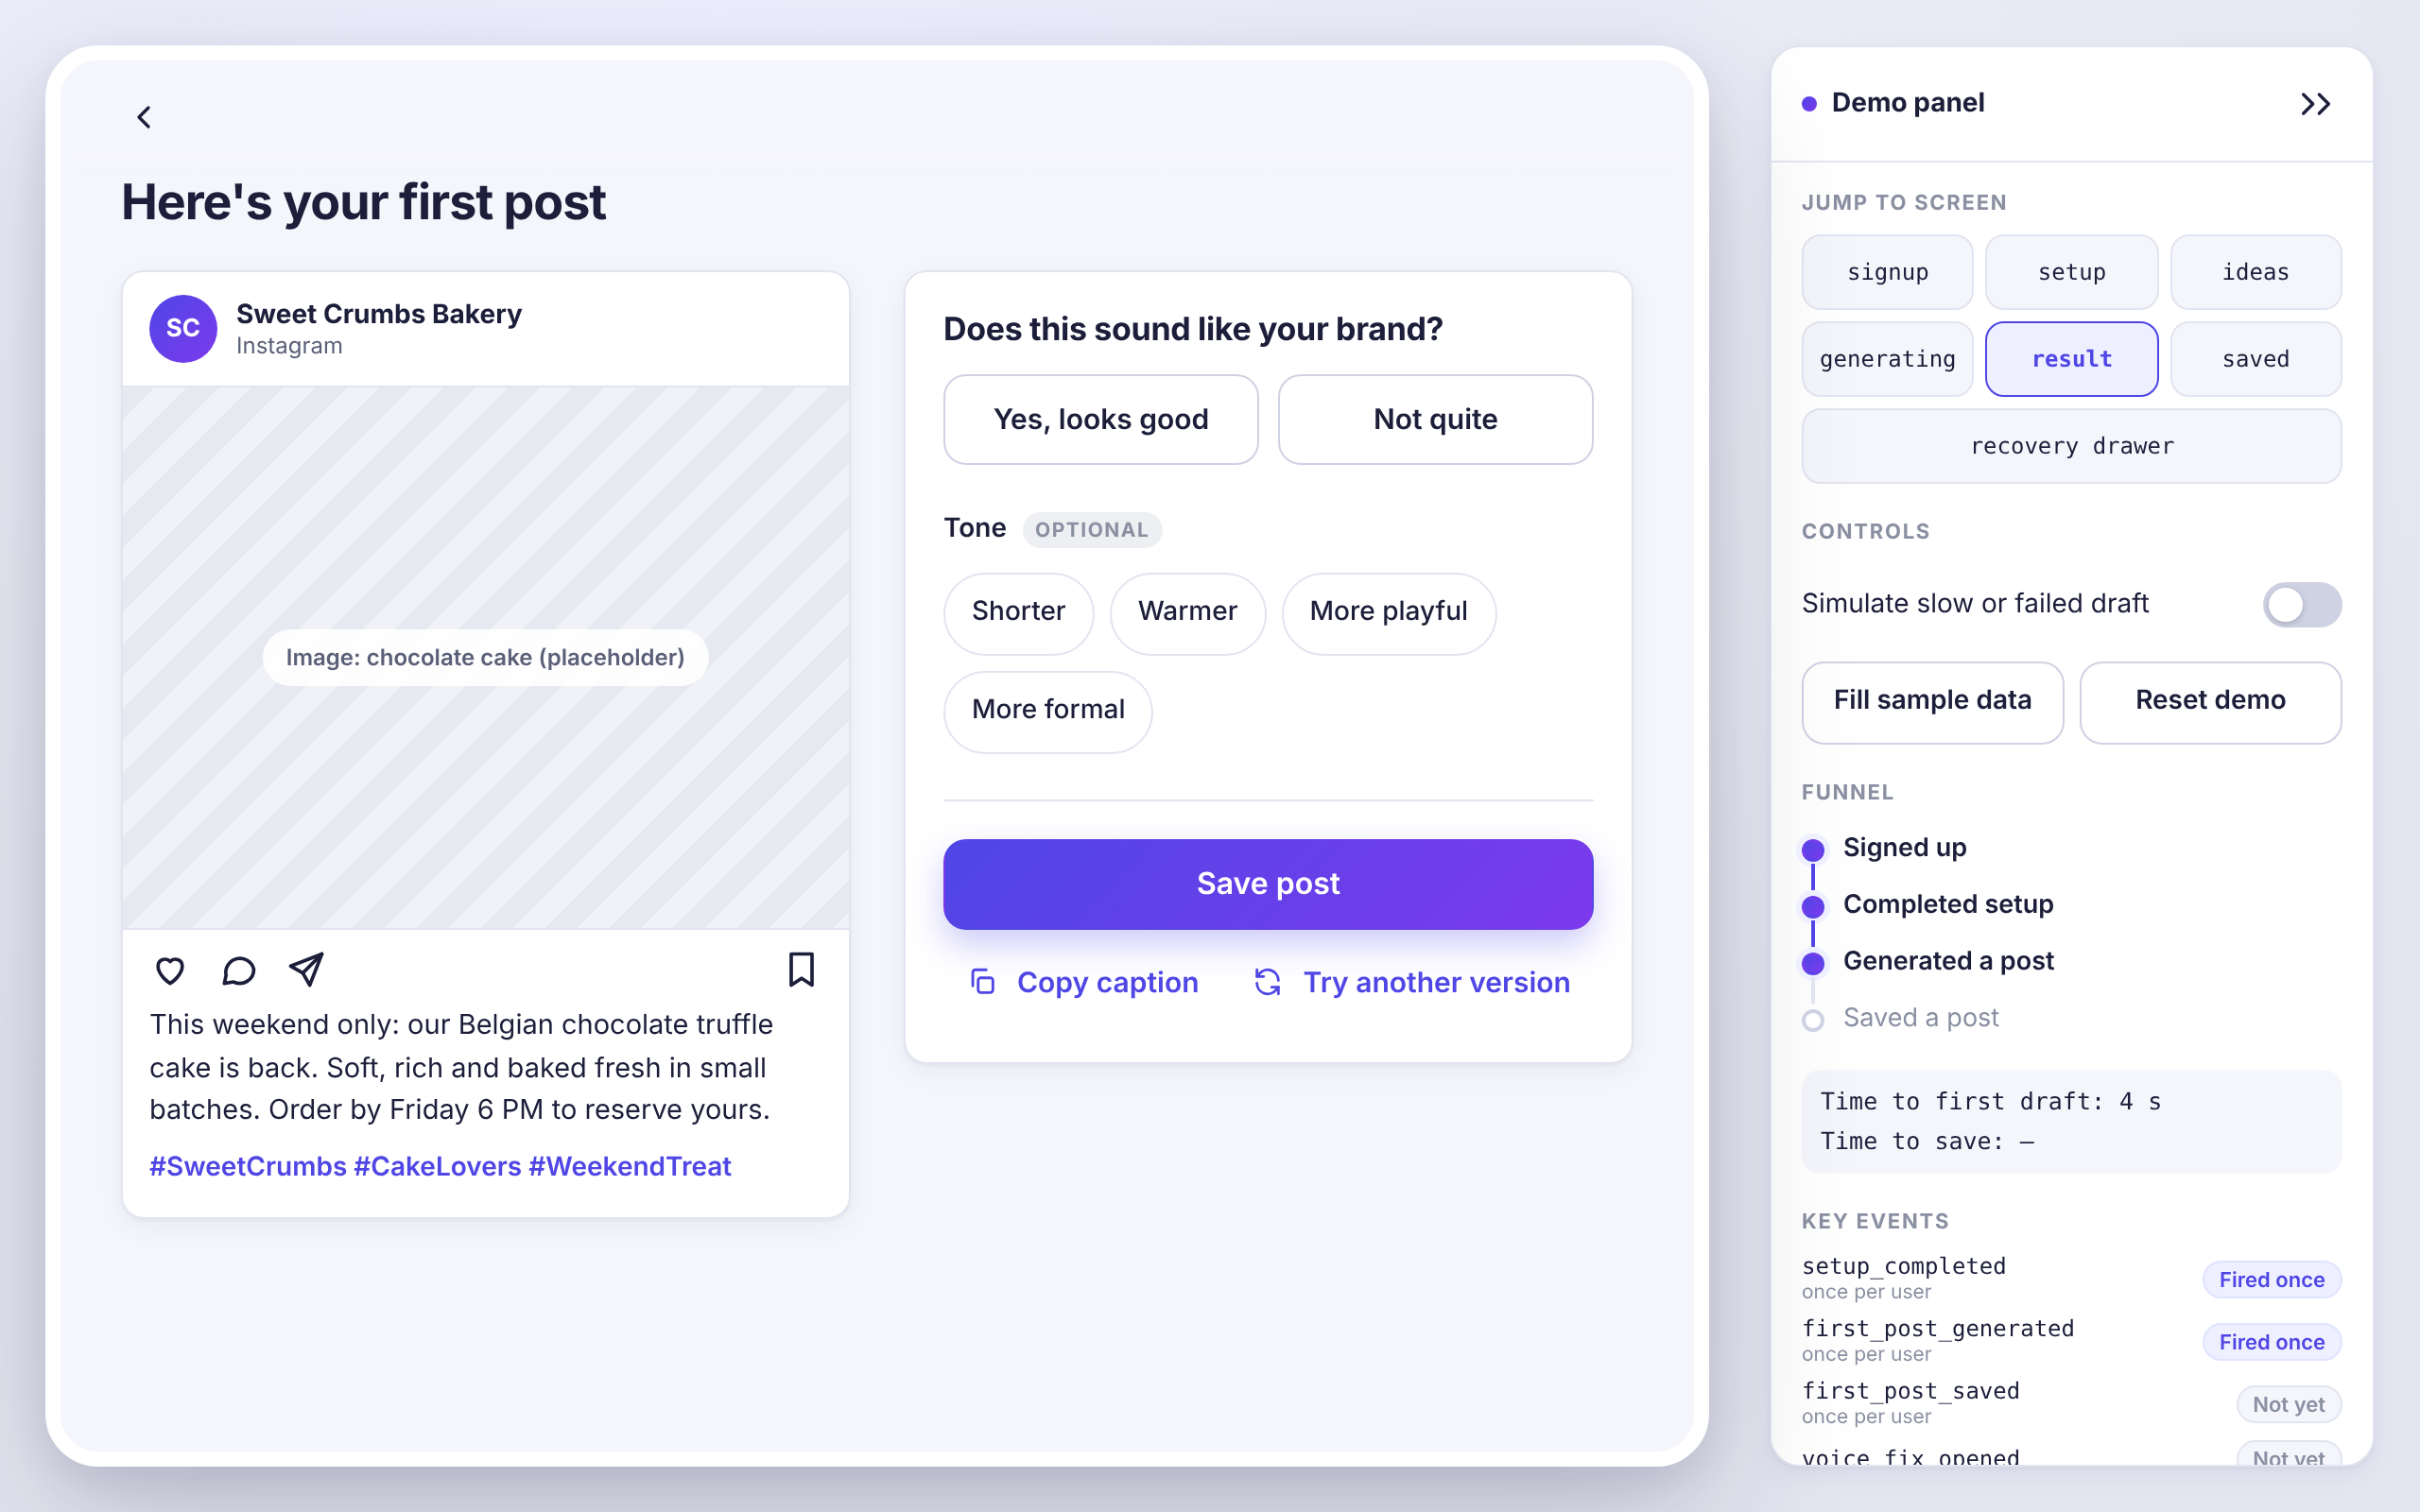 Here's your first post
SC
Sweet Crumbs Bakery
Instagram
Image: chocolate cake (placeholder)
This weekend only: our Belgian chocolate truffle
cake is back. Soft, rich and baked fresh in small
batches. Order by Friday 6 PM to reserve yours.
#SweetCrumbs #CakeLovers #WeekendTreat
Does this sound like your brand?
Yes, looks good
Not quite
Tone OPTIONAL
Shorter
Warmer
More playful
More formal
Save post
Copy caption
Try another version
Demo panel
JUMP TO SCREEN
signup
setup
ideas
generating
result
saved
recovery drawer
CONTROLS
Simulate slow or failed draft
Fill sample data
Reset demo
FUNNEL
Signed up
Completed setup
Generated a post
Saved a post
Time to first draft: 4 s
Time to save: —
KEY EVENTS
setup_completed
once per user
Fired once
first_post_generated
once per user
Fired once
first_post_saved
once per user
Not yet
voice_fix_opened
Not yet